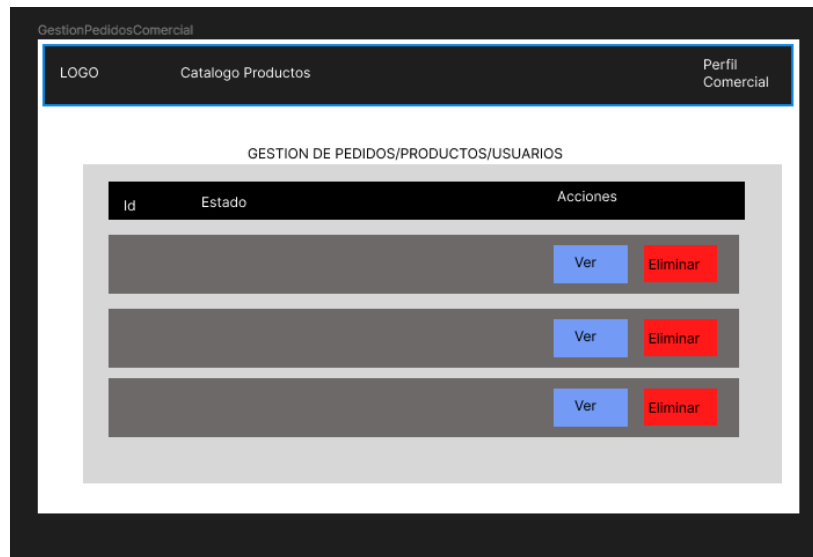 GestionPedidosComercial
LOGO
Catalogo Productos
Perfil
Comercial
GESTION DE PEDIDOS/PRODUCTOS/USUARIOS
Id
Estado
Acciones
Ver
Eliminar
Ver
Eliminar
Ver
Eliminar